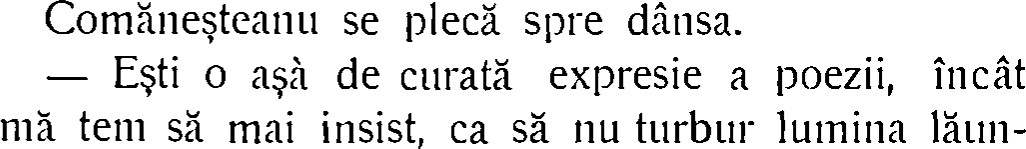 Comăneșteanu se plecă spre dânsa.
— Ești o așà de curată expresie a poezii, încât
mă tem să mai insist, ca să nu turbur lumina lăun-